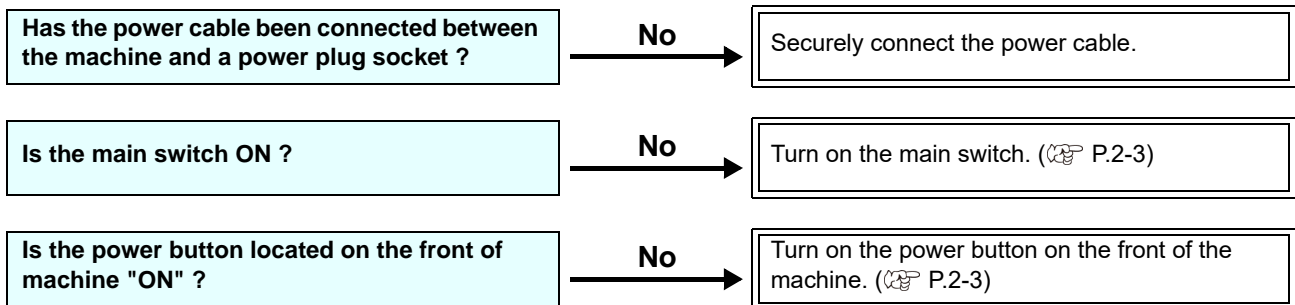 Has the power cable been connected between
the machine and a power plug socket ?
No
Securely connect the power cable.
Is the main switch ON ?
No
Turn on the main switch. (☞ P.2-3)
Is the power button located on the front of
machine "ON" ?
No
Turn on the power button on the front of the
machine. (☞ P.2-3)